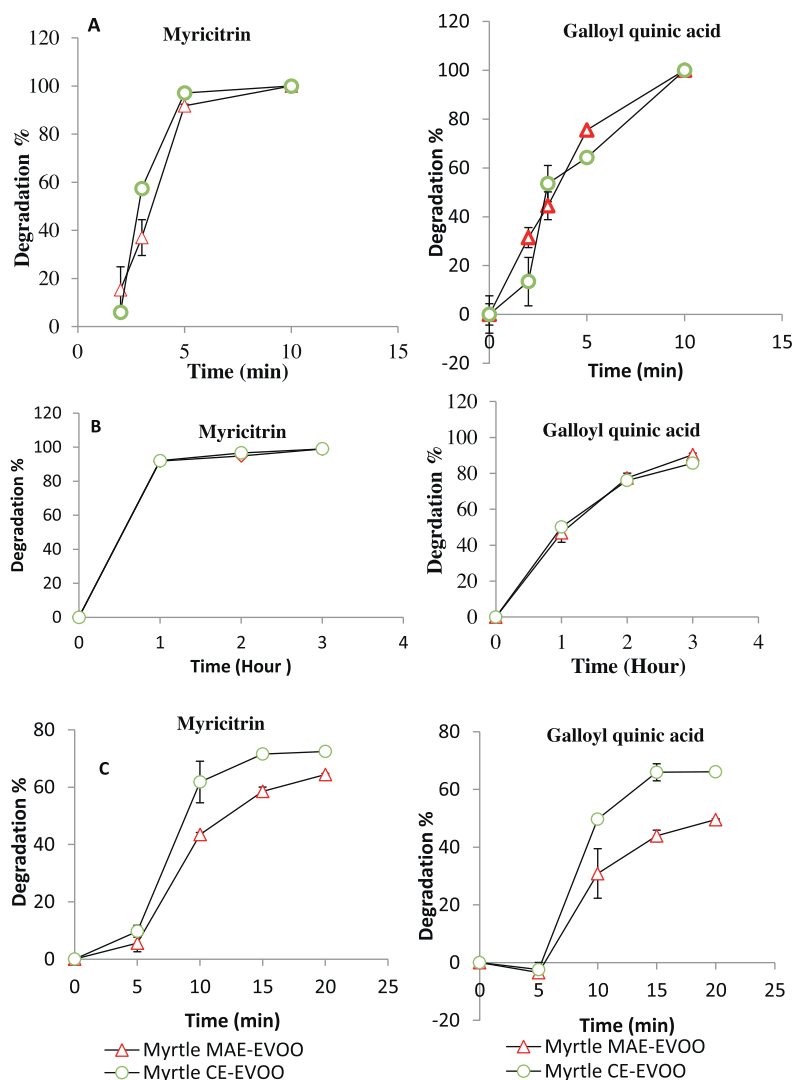 A
Myricitrin
Degradation %
120
100
80
60
40
20
0
0 5 10 15
Time (min)
Galloyl quinic acid
Degradation %
120
100
80
60
40
20
0
-20
0 5 10 15
Time (min)
B
Myricitrin
Degradation %
120
100
80
60
40
20
0
0 1 2 3 4
Time (Hour )
Galloyl quinic acid
Degrdation %
120
100
80
60
40
20
0
0 1 2 3 4
Time (Hour)
C
Myricitrin
Degradation %
80
60
40
20
0
0 5 10 15 20 25
Time (min)
Myrtle MAE-EVOO
Myrtle CE-EVOO
Galloyl quinic acid
Degradation %
80
60
40
20
0
-20
0 5 10 15 20 25
Time (min)
Myrtle MAE-EVOO
Myrtle CE-EVOO